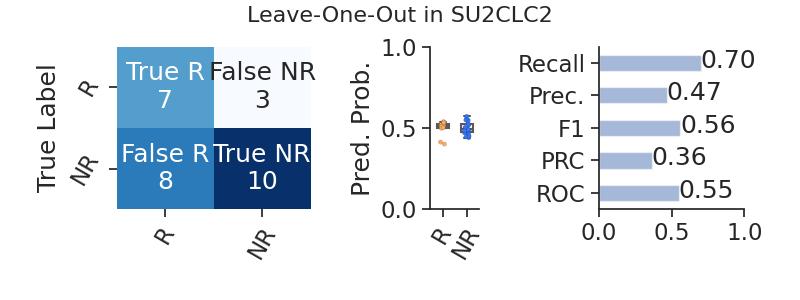 Leave-One-Out in SU2CLC2
True Label
R
NR
True R
7
False NR
3
False R
8
True NR
10
R
NR
Pred. Prob.
1.0
0.5
0.0
R
NR
Recall
Prec.
F1
PRC
ROC
0.70
0.47
0.56
0.36
0.55
0.0
0.5
1.0